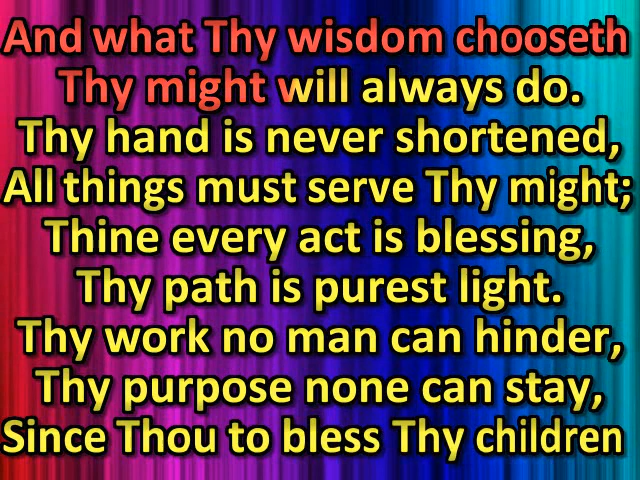 And what Thy wisdom chooseth
Thy might will always do.
Thy hand is never shortened,
All things must serve Thy might;
Thine every act is blessing,
Thy path is purest light.
Thy work no man can hinder,
Thy purpose none can stay,
Since Thou to bless Thy children